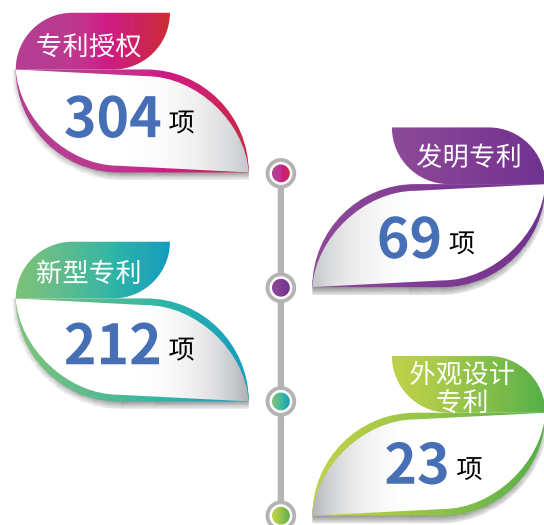 专利授权
304 项
发明专利
69 项
新型专利
212 项
外观设计
专利
23 项